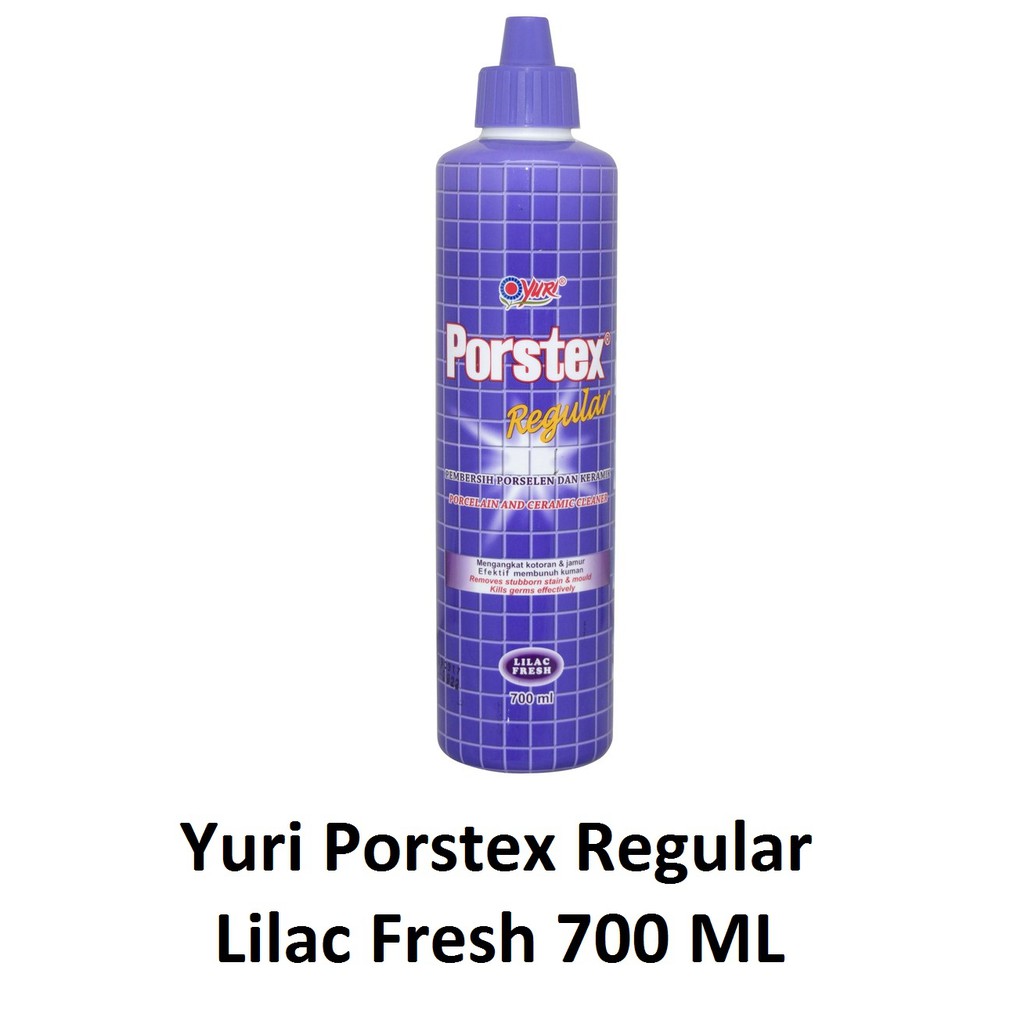 YURI®
Porstex®
Regular
PEMBERSIH PORSELEN DAN KERAMIK
PORCELAIN AND CERAMIC CLEANER
Mengangkat kotoran & jamur
Efektif membunuh kuman
Removes stubborn stain & mould
Kills germs effectively
LILAC
FRESH
700 ml
Yuri Porstex Regular
Lilac Fresh 700 ML